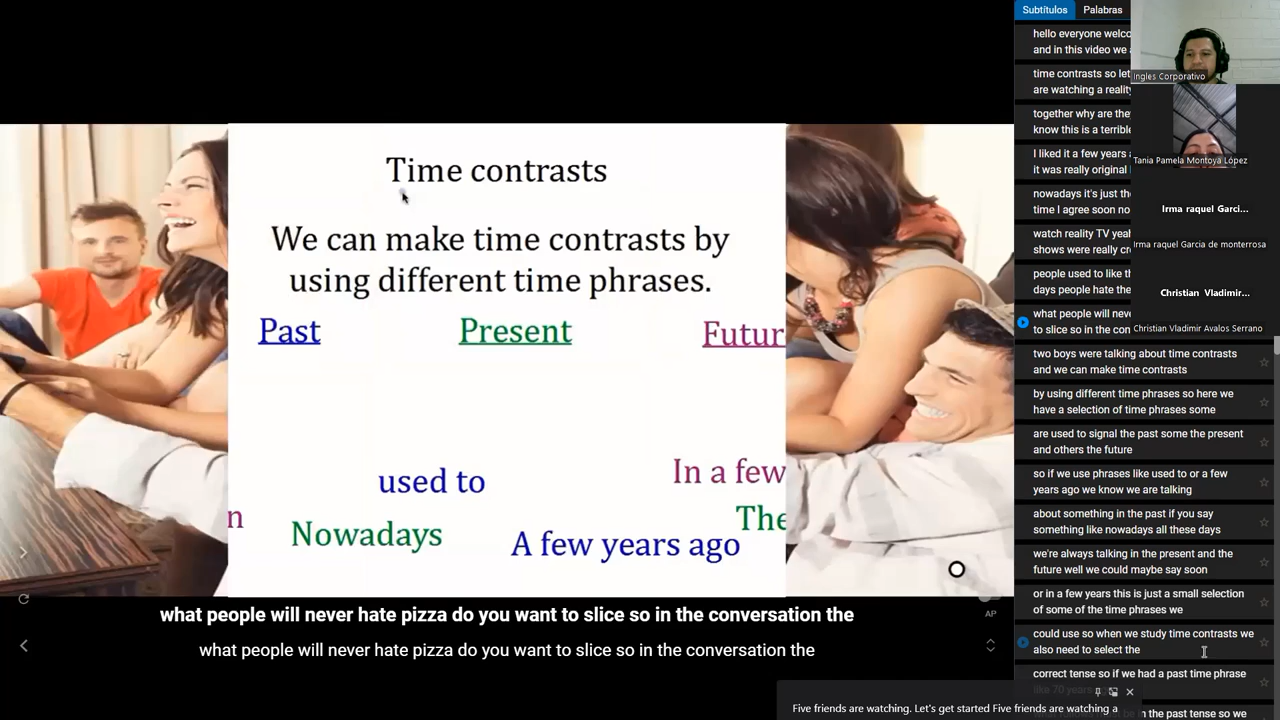 Time contrasts
We can make time contrasts by
using different time phrases.
Past
Present
Futur
used to
In a few
n
Nowadays
A few years ago
The
what people will never hate pizza do you want to slice so in the conversation the
what people will never hate pizza do you want to slice so in the conversation the
AP
Subtítulos
Palabras
hello everyone welco
and in this video we a
time contrasts so let
are watching a reality
together why are they
know this is a terrible
I liked it a few years a
it was really original
nowadays it's just the
time I agree soon no
watch reality TV yeah
shows were really cr
people used to like th
days people hate the
what people will neve
to slice so in the con
two boys were talking about time contrasts
and we can make time contrasts
by using different time phrases so here we
have a selection of time phrases some
are used to signal the past some the present
and others the future
so if we use phrases like used to or a few
years ago we know we are talking
about something in the past if you say
something like nowadays all these days
we're always talking in the present and the
future well we could maybe say soon
or in a few years this is just a small selection
of some of the time phrases we
could use so when we study time contrasts we
also need to select the
correct tense so if we had a past time phrase
like 70 years
in the past tense so we
Ingles Corporativo
Tania Pamela Montoya López
Irma raquel Garci...
Irma raquel Garcia de monterrosa
Christian Vladimir...
Christian Vladimir Avalos Serrano
Five friends are watching. Let's get started Five friends are watching a